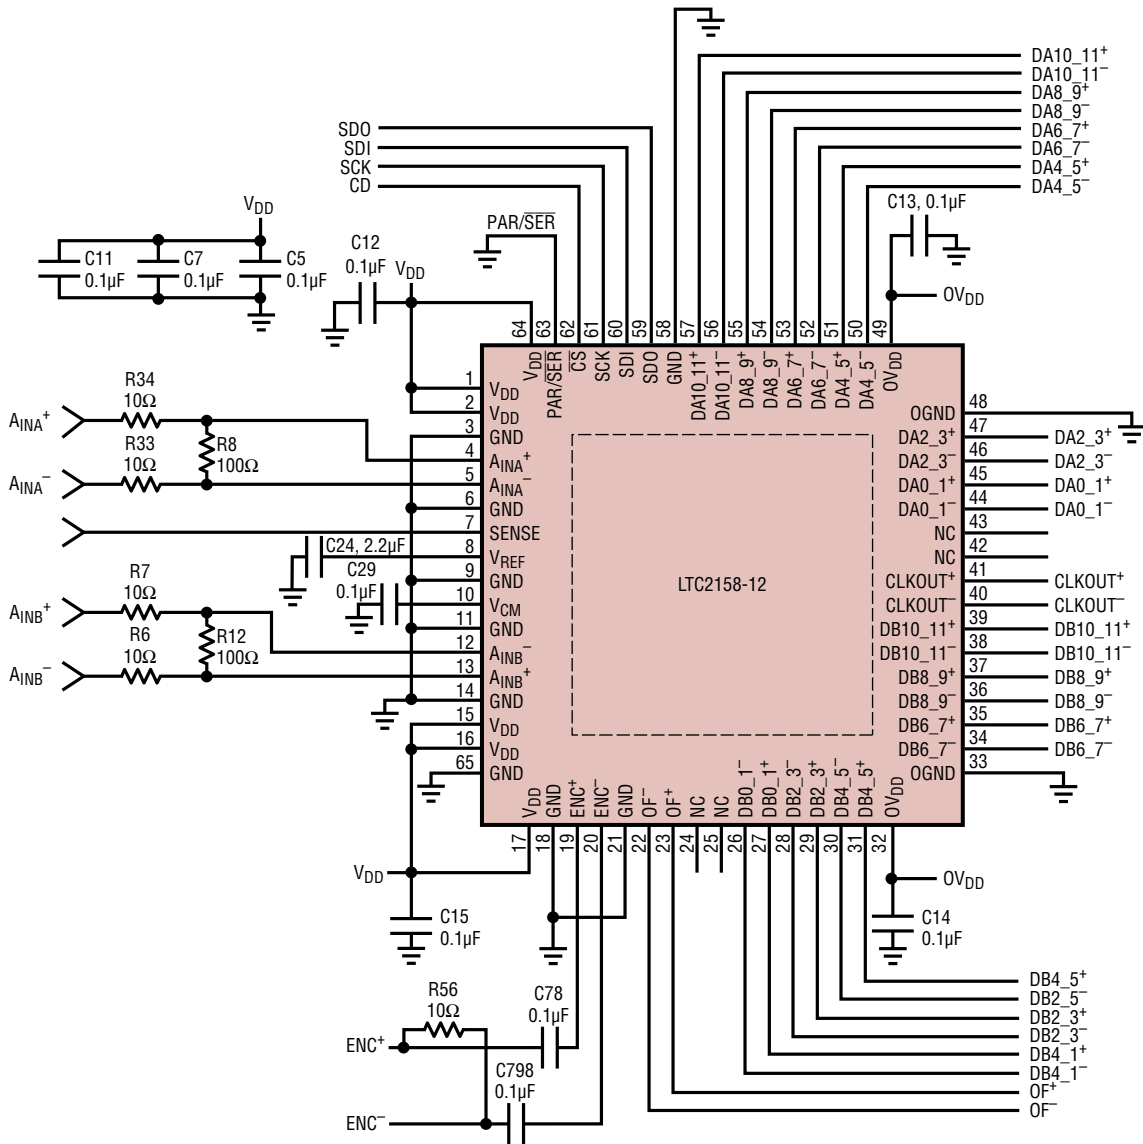 DA10_11+
DA10_11–
DA8_9+
DA8_9–
DA6_7+
DA6_7–
DA4_5+
DA4_5–
SDO
SDI
SCK
CD
C13, 0.1µF
OVDD
PAR/SER
VDD
C11
0.1µF
C7
0.1µF
C5
0.1µF
C12
0.1µF
VDD
64
63
62
61
60
59
58
57
56
55
54
53
52
51
50
49
VDD
PAR/SER
CS
SCK
SDI
SDO
GND
DA10_11+
DA10_11–
DA8_9+
DA8_9–
DA6_7+
DA6_7–
DA4_5+
DA4_5–
OVDD
AINA+
R34
10Ω
R33
10Ω
R8
100Ω
AINA–
C24, 2.2µF
C29
0.1µF
AINB+
R7
10Ω
R6
10Ω
R12
100Ω
AINB–
1 VDD
2 VDD
3 GND
4 AINA+
5 AINA–
6 GND
7 SENSE
8 VREF
9 GND
10 VCM
11 GND
12 AINB–
13 AINB+
14 GND
15 VDD
16 VDD
65 GND
LTC2158-12
OGND 48
DA2_3+ 47 DA2_3+
DA2_3– 46 DA2_3–
DA0_1+ 45 DA0_1+
DA0_1– 44 DA0_1–
NC 43
NC 42
CLKOUT+ 41 CLKOUT+
CLKOUT– 40 CLKOUT–
DB10_11+ 39 DB10_11+
DB10_11– 38 DB10_11–
DB8_9+ 37 DB8_9+
DB8_9– 36 DB8_9–
DB6_7+ 35 DB6_7+
DB6_7– 34 DB6_7–
OGND 33
VDD
GND
ENC+
ENC–
GND
OF–
OF+
NC
NC
DB0_1–
DB0_1+
DB2_3–
DB2_3+
DB4_5–
DB4_5+
OVDD
17
18
19
20
21
22
23
24
25
26
27
28
29
30
31
32
VDD
C15
0.1µF
OVDD
C14
0.1µF
R56
10Ω
C78
0.1µF
ENC+
C798
0.1µF
ENC–
DB4_5+
DB2_5–
DB2_3+
DB2_3–
DB4_1+
DB4_1–
OF+
OF–